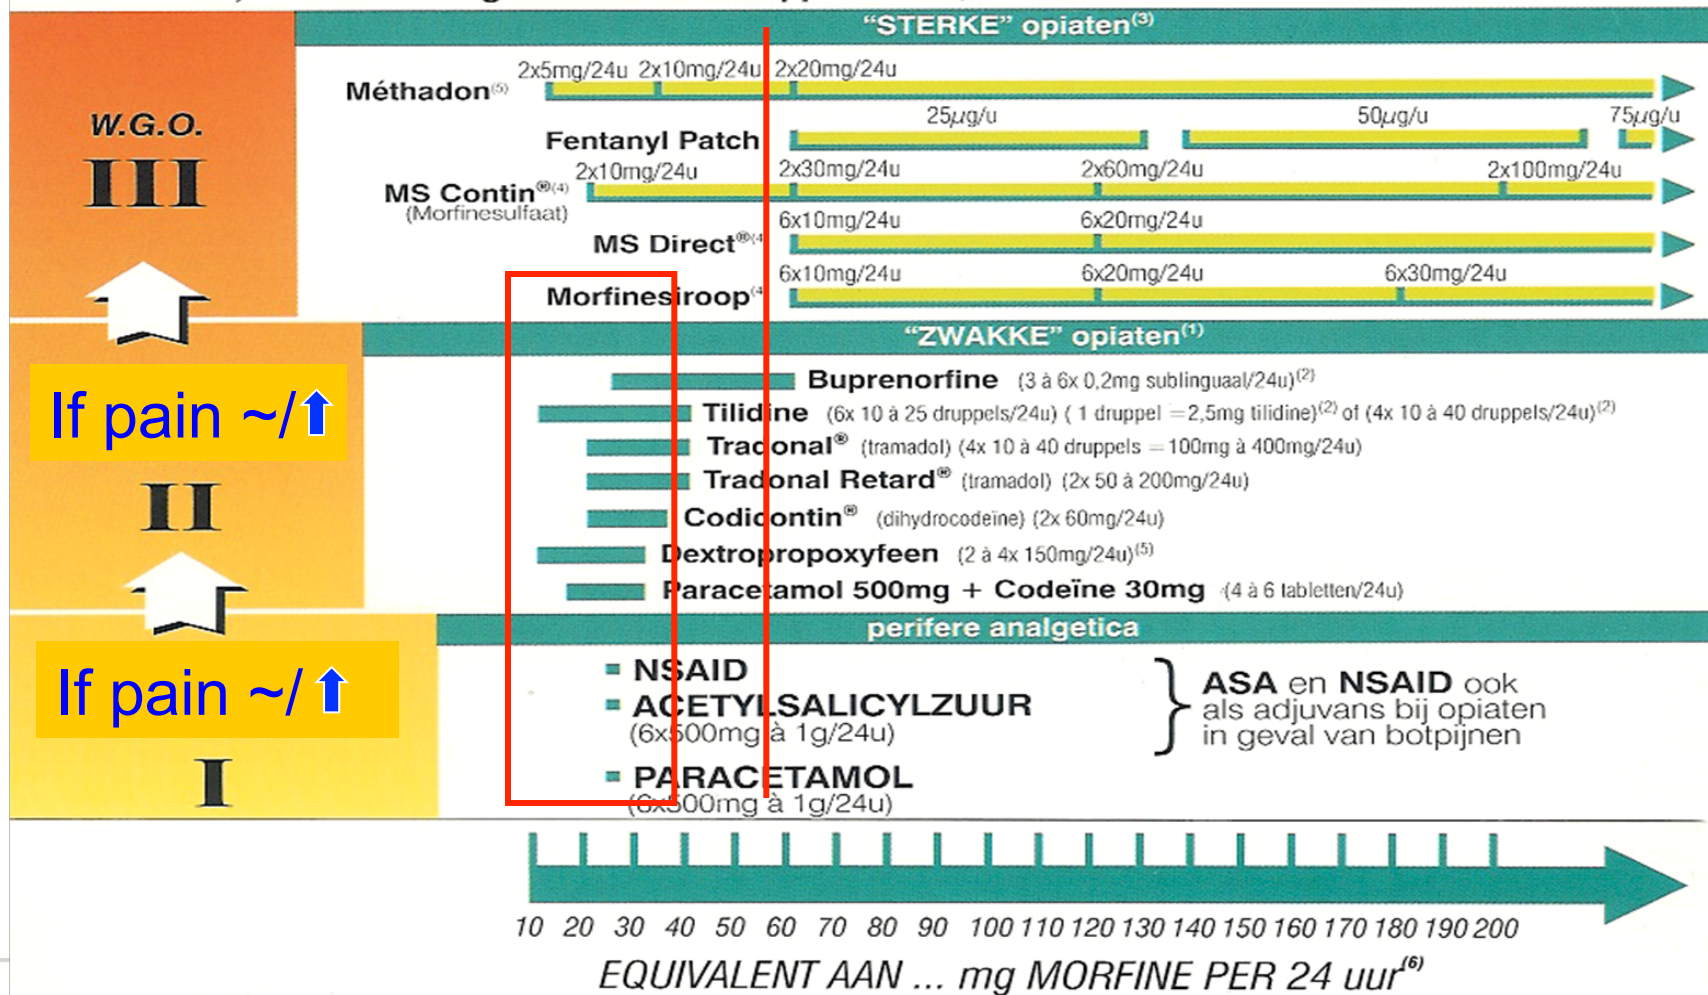 “STERKE” opiaten(3)
2x5mg/24u 2x10mg/24u 2x20mg/24u
Méthadon(5)
W.G.O.
III
25µg/u 50µg/u 75µg/u
Fentanyl Patch
2x10mg/24u 2x30mg/24u 2x60mg/24u 2x100mg/24u
MS Contin®(4)
(Morfinesulfaat)
6x10mg/24u 6x20mg/24u
MS Direct®(4
6x10mg/24u 6x20mg/24u 6x30mg/24u
Morfinesiroop(4
“ZWAKKE” opiaten(1)
If pain ~/⬆
II
Buprenorfine (3 à 6x 0,2mg sublinguaal/24u)(2)
Tilidine (6x 10 à 25 druppels/24u) ( 1 druppel = 2,5mg tilidine)(2) of (4x 10 à 40 druppels/24u)(2)
Tradonal® (tramadol) (4x 10 à 40 druppels = 100mg à 400mg/24u)
Tradonal Retard® (tramadol) (2x 50 à 200mg/24u)
Codicontin® (dihydrocodeïne) (2x 60mg/24u)
Dextropropoxyfeen (2 à 4x 150mg/24u)(5)
Paracetamol 500mg + Codeïne 30mg (4 à 6 tabletten/24u)
perifere analgetica
If pain ~/⬆
I
NSAID
ACETYLSALICYLZUUR
(6x500mg à 1g/24u)
PARACETAMOL
(6x500mg à 1g/24u)
ASA en NSAID ook
als adjuvans bij opiaten
in geval van botpijnen
10 20 30 40 50 60 70 80 90 100 110 120 130 140 150 160 170 180 190 200
EQUIVALENT AAN ... mg MORFINE PER 24 uur(6)